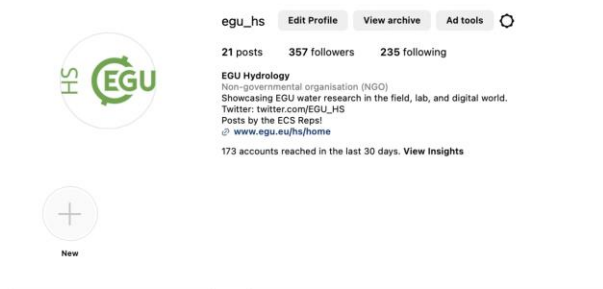 egu_hs Edit Profile View archive Ad tools
21 posts 357 followers 235 following
HS EGU
EGU Hydrology
Non-governmental organisation (NGO)
Showcasing EGU water research in the field, lab, and digital world.
Twitter: twitter.com/EGU_HS
Posts by the ECS Reps!
www.egu.eu/hs/home
173 accounts reached in the last 30 days. View Insights
New